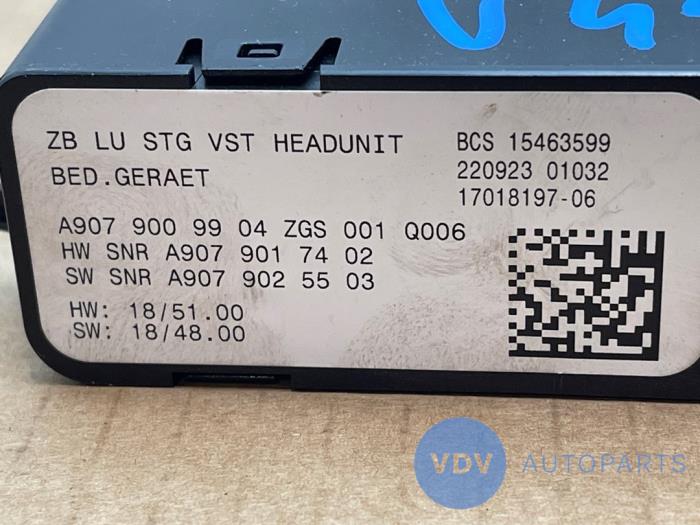 ZB LU STG VST HEADUNIT
BED.GERAET
BCS 15463599
220923 01032
17018197-06
A907 900 99 04 ZGS 001 Q006
HW SNR A907 901 74 02
SW SNR A907 902 55 03
HW: 18/51.00
SW: 18/48.00
VDV AUTOPARTS